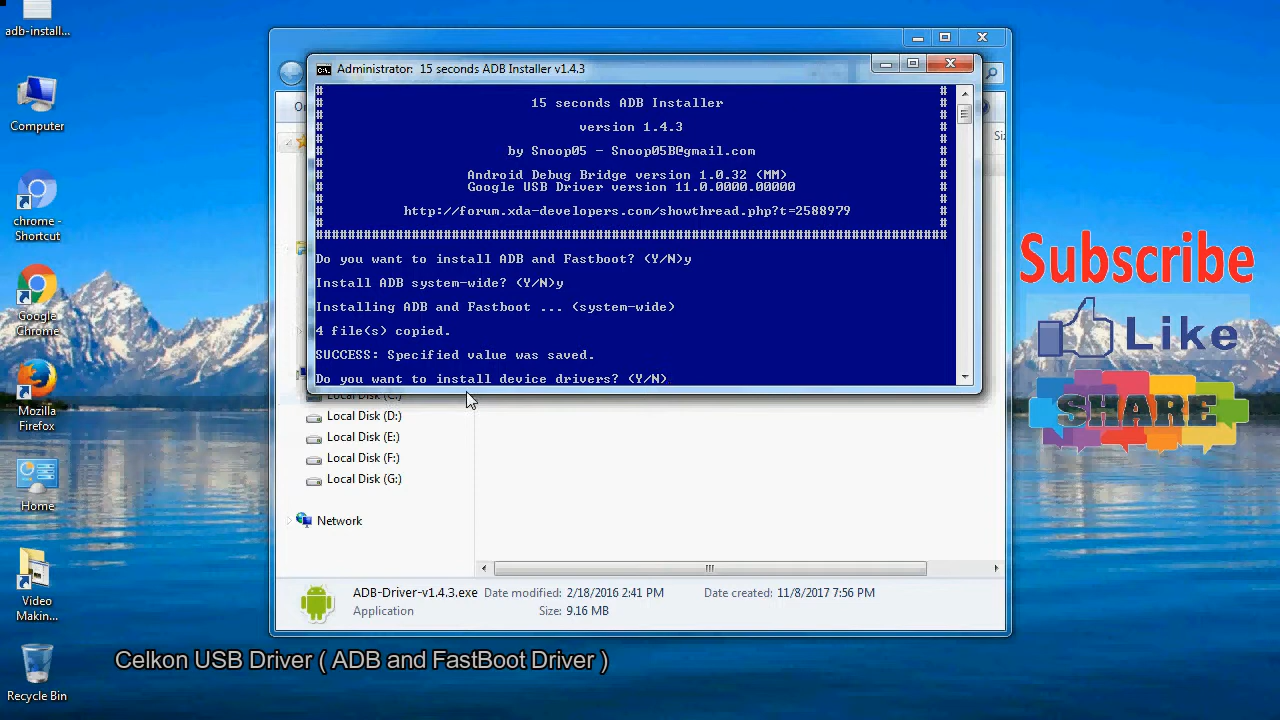 adb-install...
Computer
chrome -
Shortcut
Google
Chrome
Mozilla
Firefox
Home
Video
Makin...
Recycle Bin
Administrator: 15 seconds ADB Installer v1.4.3
15 seconds ADB Installer
version 1.4.3
by Snoop05 - Snoop05B@gmail.com
Android Debug Bridge version 1.0.32 (MM)
Google USB Driver version 11.0.0000.00000
http://forum.xda-developers.com/showthread.php?t=2588979
###############################################################################
Do you want to install ADB and Fastboot? (Y/N)y
Install ADB system-wide? (Y/N)y
Installing ADB and Fastboot ... (system-wide)
4 file(s) copied.
SUCCESS: Specified value was saved.
Do you want to install device drivers? (Y/N)
Local Disk (C:)
Local Disk (D:)
Local Disk (E:)
Local Disk (F:)
Local Disk (G:)
Network
ADB-Driver-v1.4.3.exe Date modified: 2/18/2016 2:41 PM Date created: 11/8/2017 7:56 PM
Application Size: 9.16 MB
Subscribe
Like
SHARE
Celkon USB Driver ( ADB and FastBoot Driver )